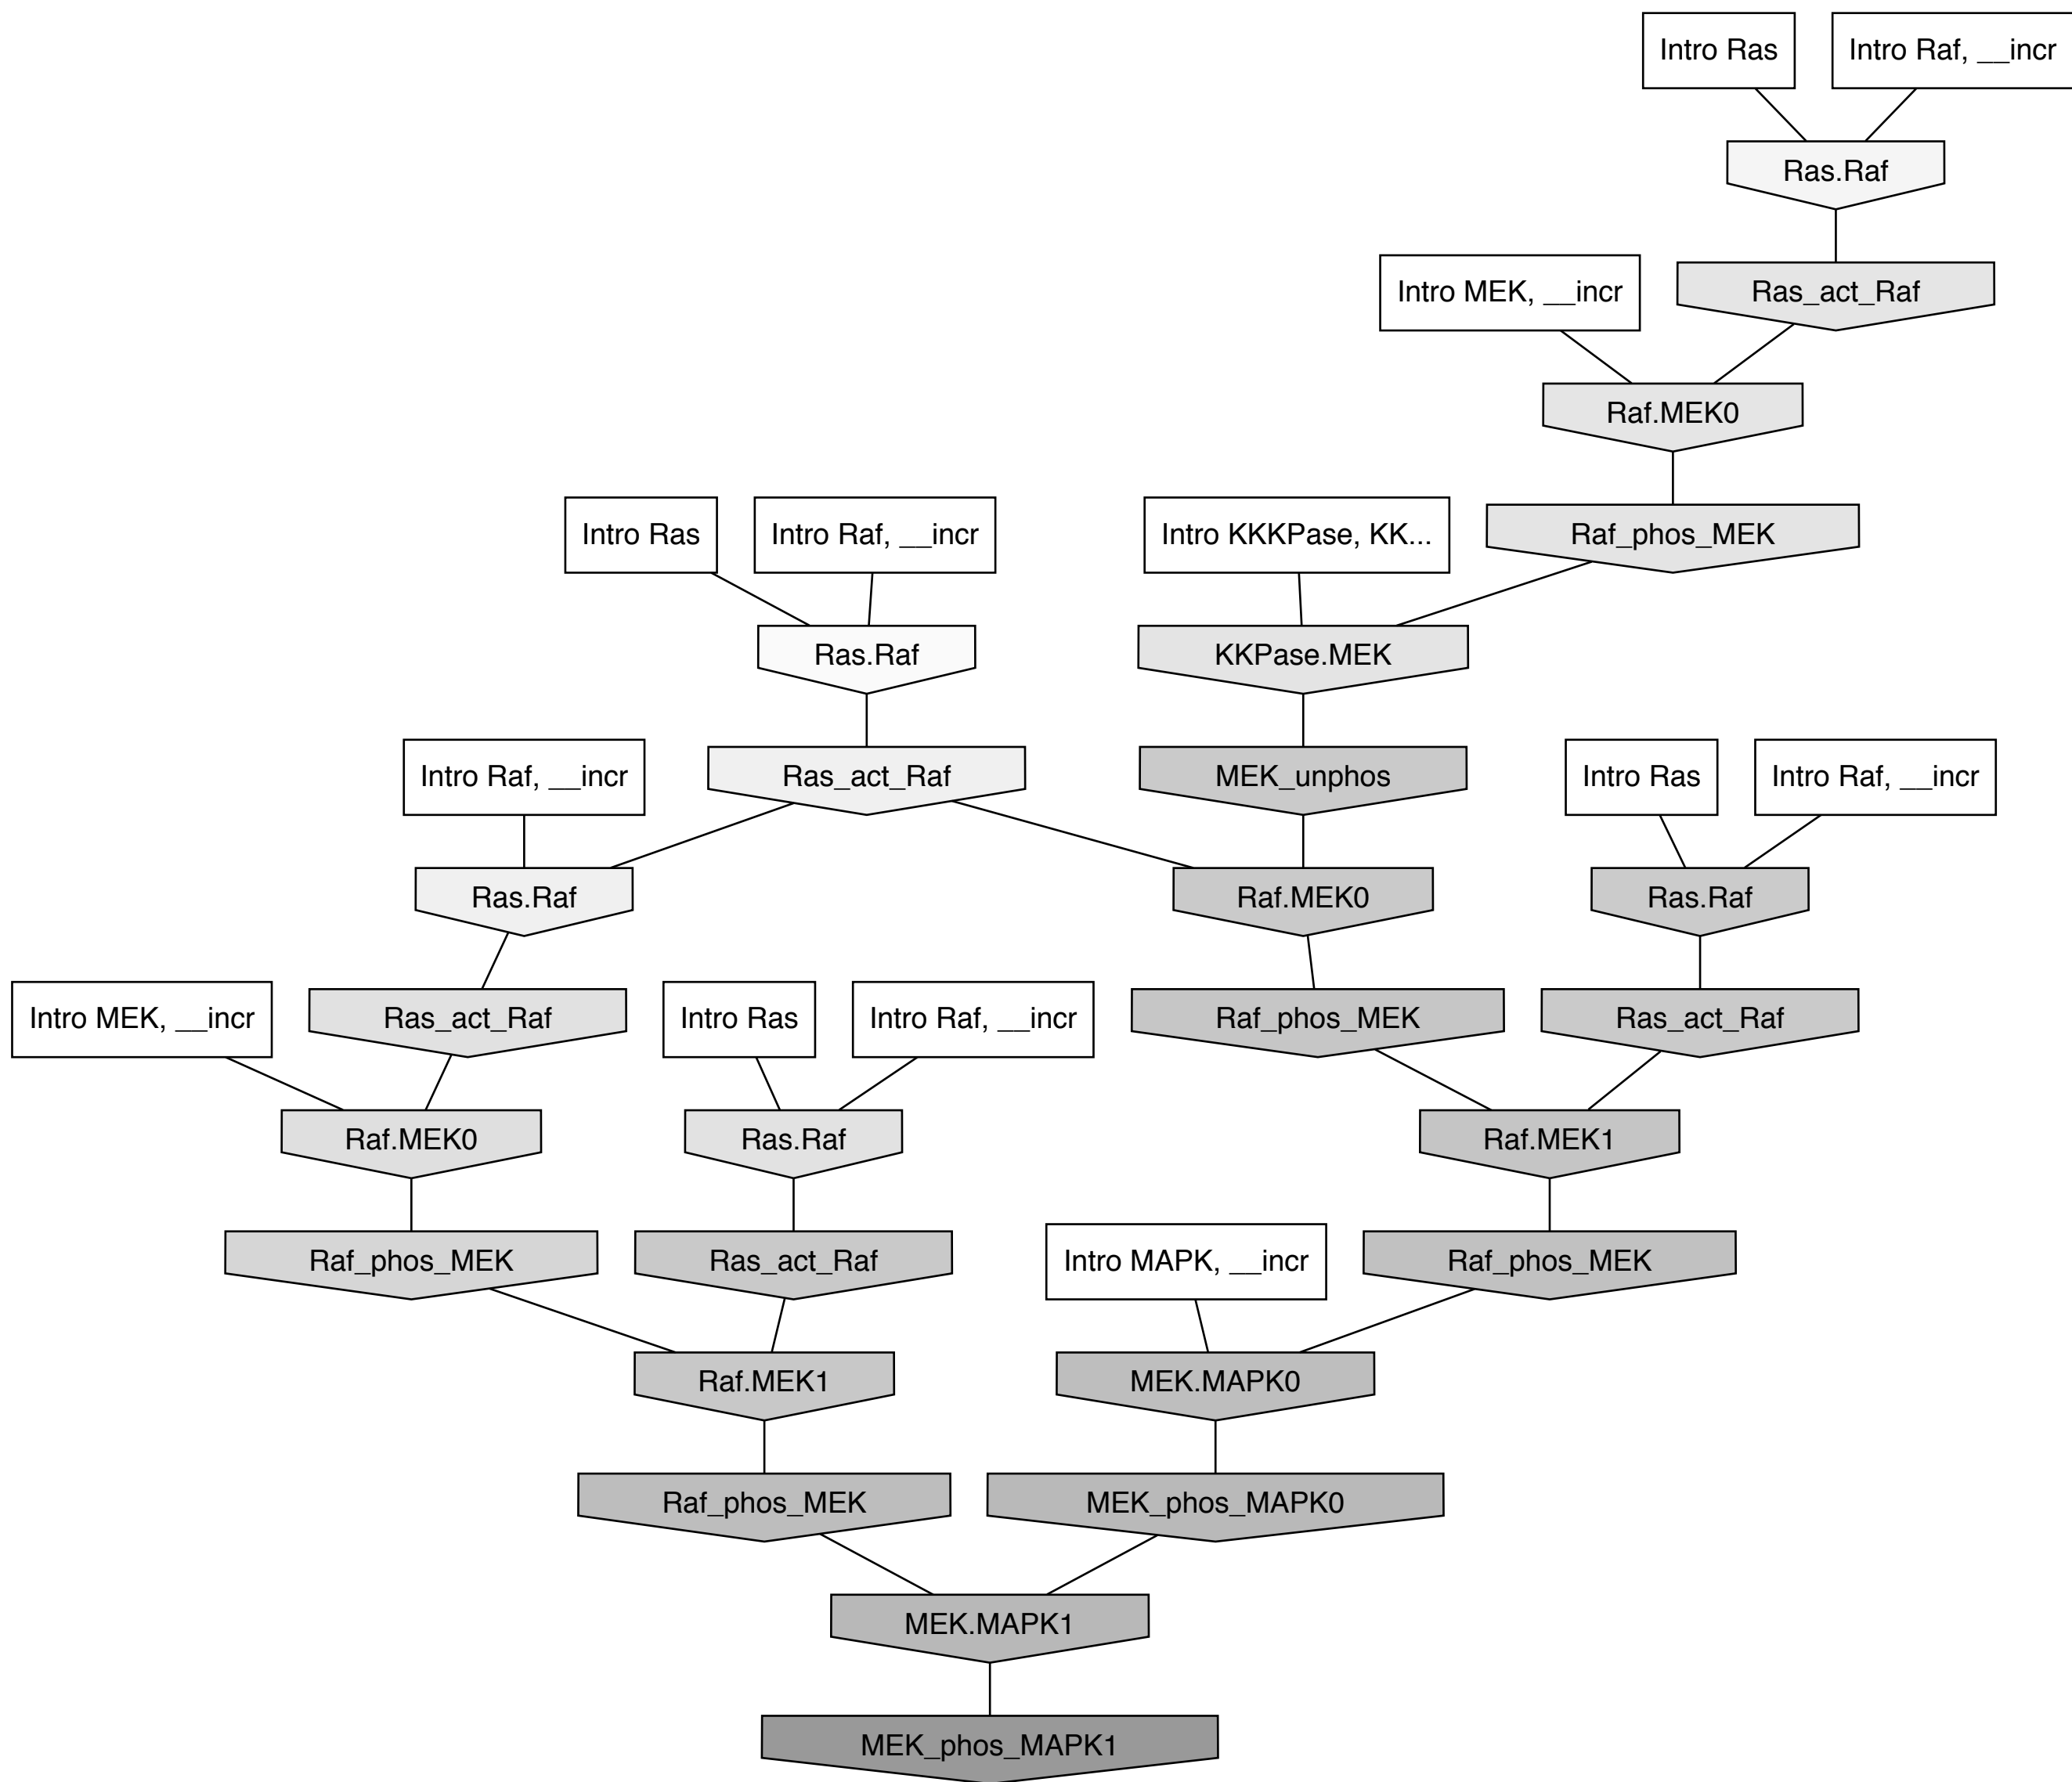 Intro Ras
Intro Raf, __incr
Ras.Raf
Intro MEK, __incr
Ras_act_Raf
Raf.MEK0
Intro Ras
Intro Raf, __incr
Intro KKKPase, KK...
Raf_phos_MEK
Ras.Raf
KKPase.MEK
Intro Raf, __incr
Ras_act_Raf
MEK_unphos
Intro Ras
Intro Raf, __incr
Ras.Raf
Raf.MEK0
Ras.Raf
Intro MEK, __incr
Ras_act_Raf
Intro Ras
Intro Raf, __incr
Raf_phos_MEK
Ras_act_Raf
Raf.MEK0
Ras.Raf
Raf.MEK1
Raf_phos_MEK
Ras_act_Raf
Intro MAPK, __incr
Raf_phos_MEK
Raf.MEK1
MEK.MAPK0
Raf_phos_MEK
MEK_phos_MAPK0
MEK.MAPK1
MEK_phos_MAPK1